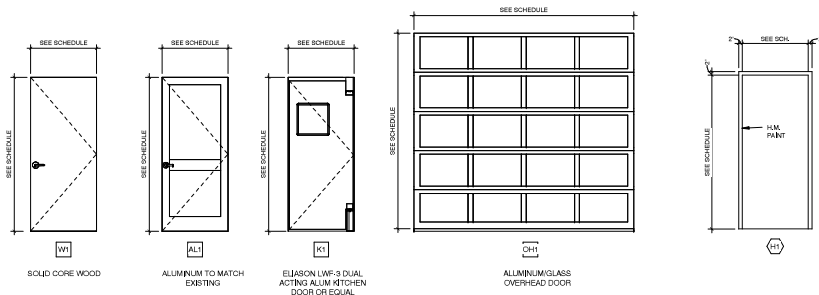 SEE SCHEDULE
SEE SCHEDULE
SEE SCHEDULE
SEE SCHEDULE
2"
SEE SCH.
SEE SCHEDULE
SEE SCHEDULE
SEE SCHEDULE
SEE SCHEDULE
2"
SEE SCHEDULE
H.M.
PAINT
W1
AL1
K1
OH1
H1
SOLID CORE WOOD
ALUMINUM TO MATCH
EXISTING
ELIASON LWF-3 DUAL
ACTING ALUM KITCHEN
DOOR OR EQUAL
ALUMINUM/GLASS
OVERHEAD DOOR